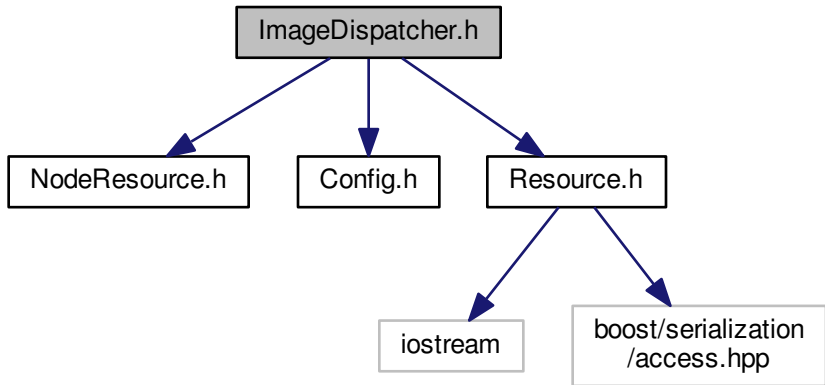 ImageDispatcher.h
NodeResource.h
Config.h
Resource.h
iostream
boost/serialization
/access.hpp